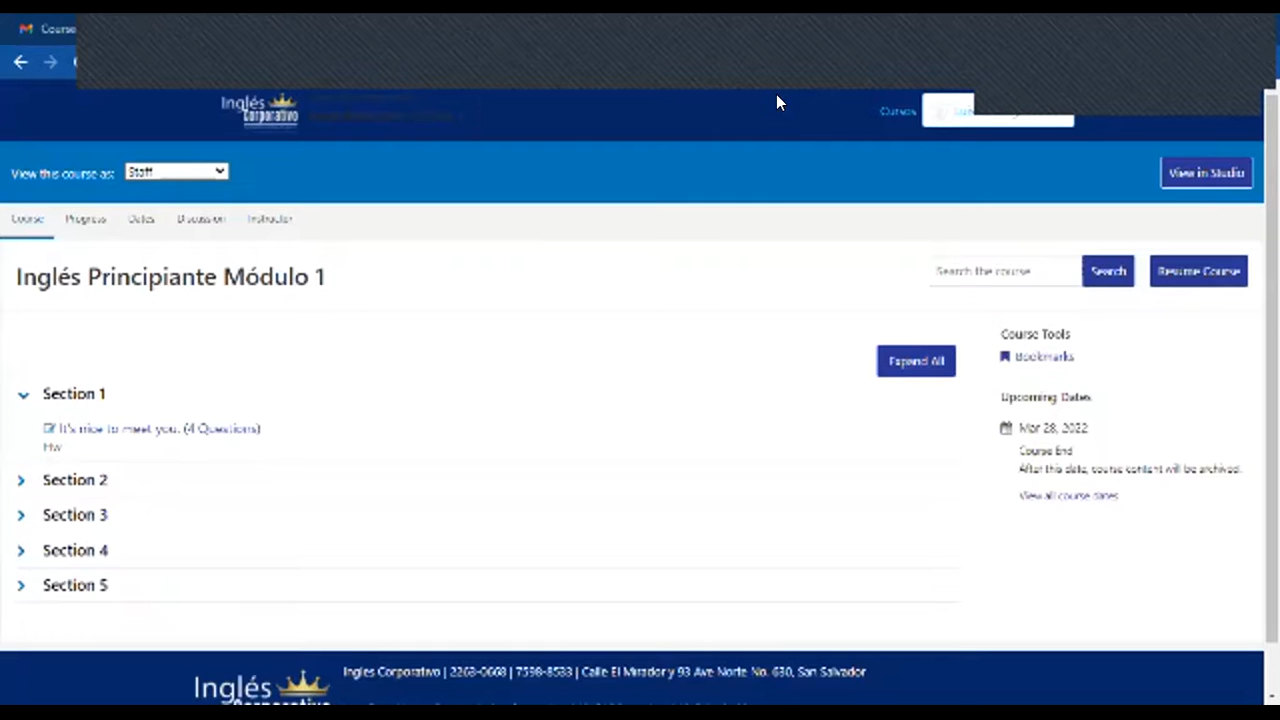 Course
Inglés
Corporativo
Cursos
View this course as: Staff
View in Studio
Course Progress Dates Discussion Instructor
Inglés Principiante Módulo 1
Search the course Search Resume Course
Expand All
Section 1
It's nice to meet you. (4 Questions)
Hw
Section 2
Section 3
Section 4
Section 5
Course Tools
Bookmarks
Upcoming Dates
Mar 28, 2022
Course End
After this date, course content will be archived.
View all course dates
Inglés
Corporativo
Ingles Corporativo | 2263-0668 | 7598-8533 | Calle El Mirador y 93 Ave Norte No. 630, San Salvador